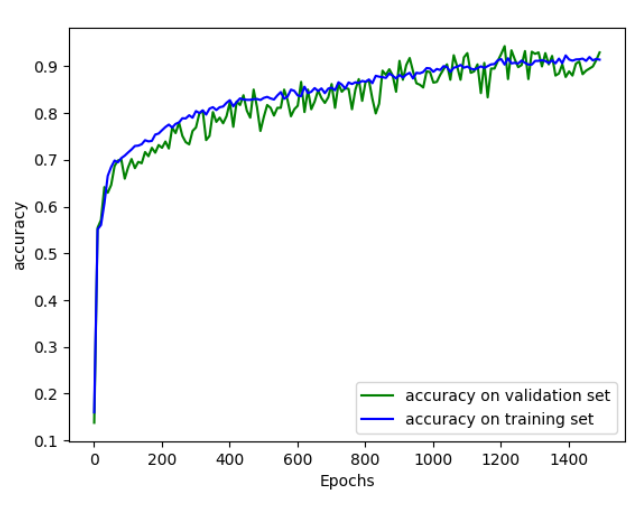 0.9
0.8
0.7
0.6
0.5
0.4
0.3
0.2
0.1
accuracy
accuracy on validation set
accuracy on training set
0 200 400 600 800 1000 1200 1400
Epochs